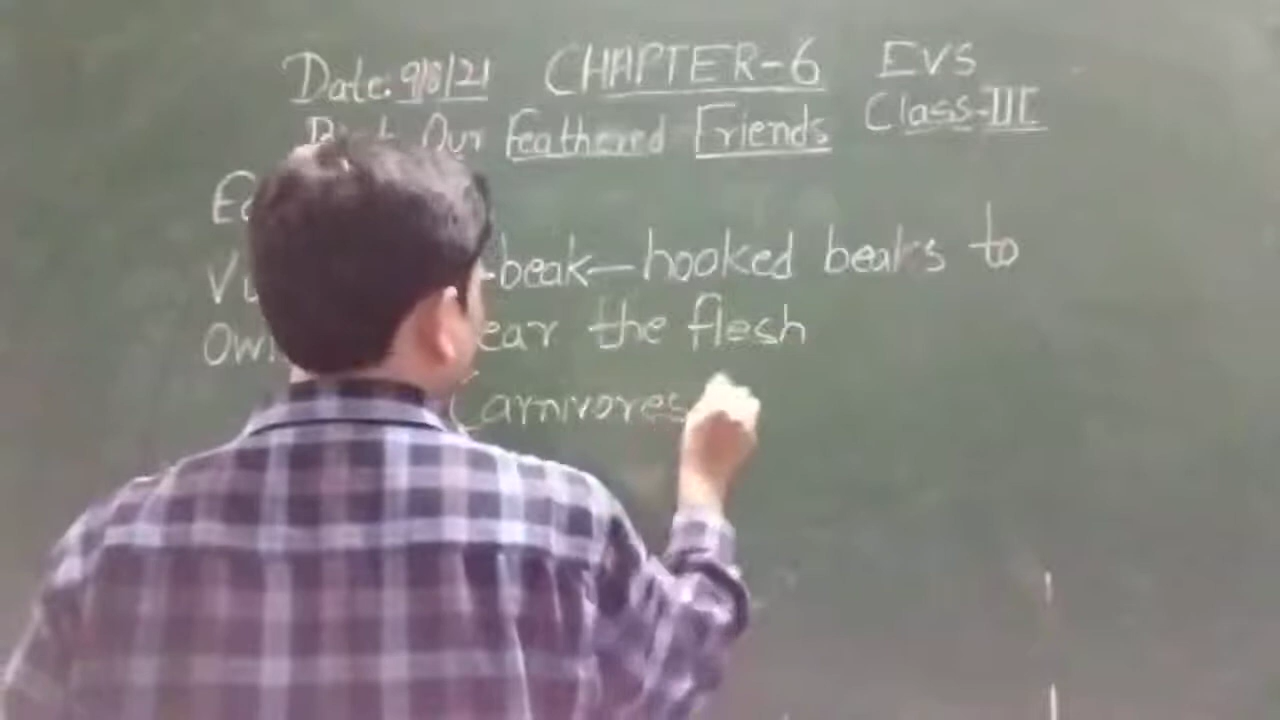 Date: 9/8/21 CHAPTER-6 EVS
Our Feathered Friends Class-III
beak—hooked beaks to
the flesh
Carnivores